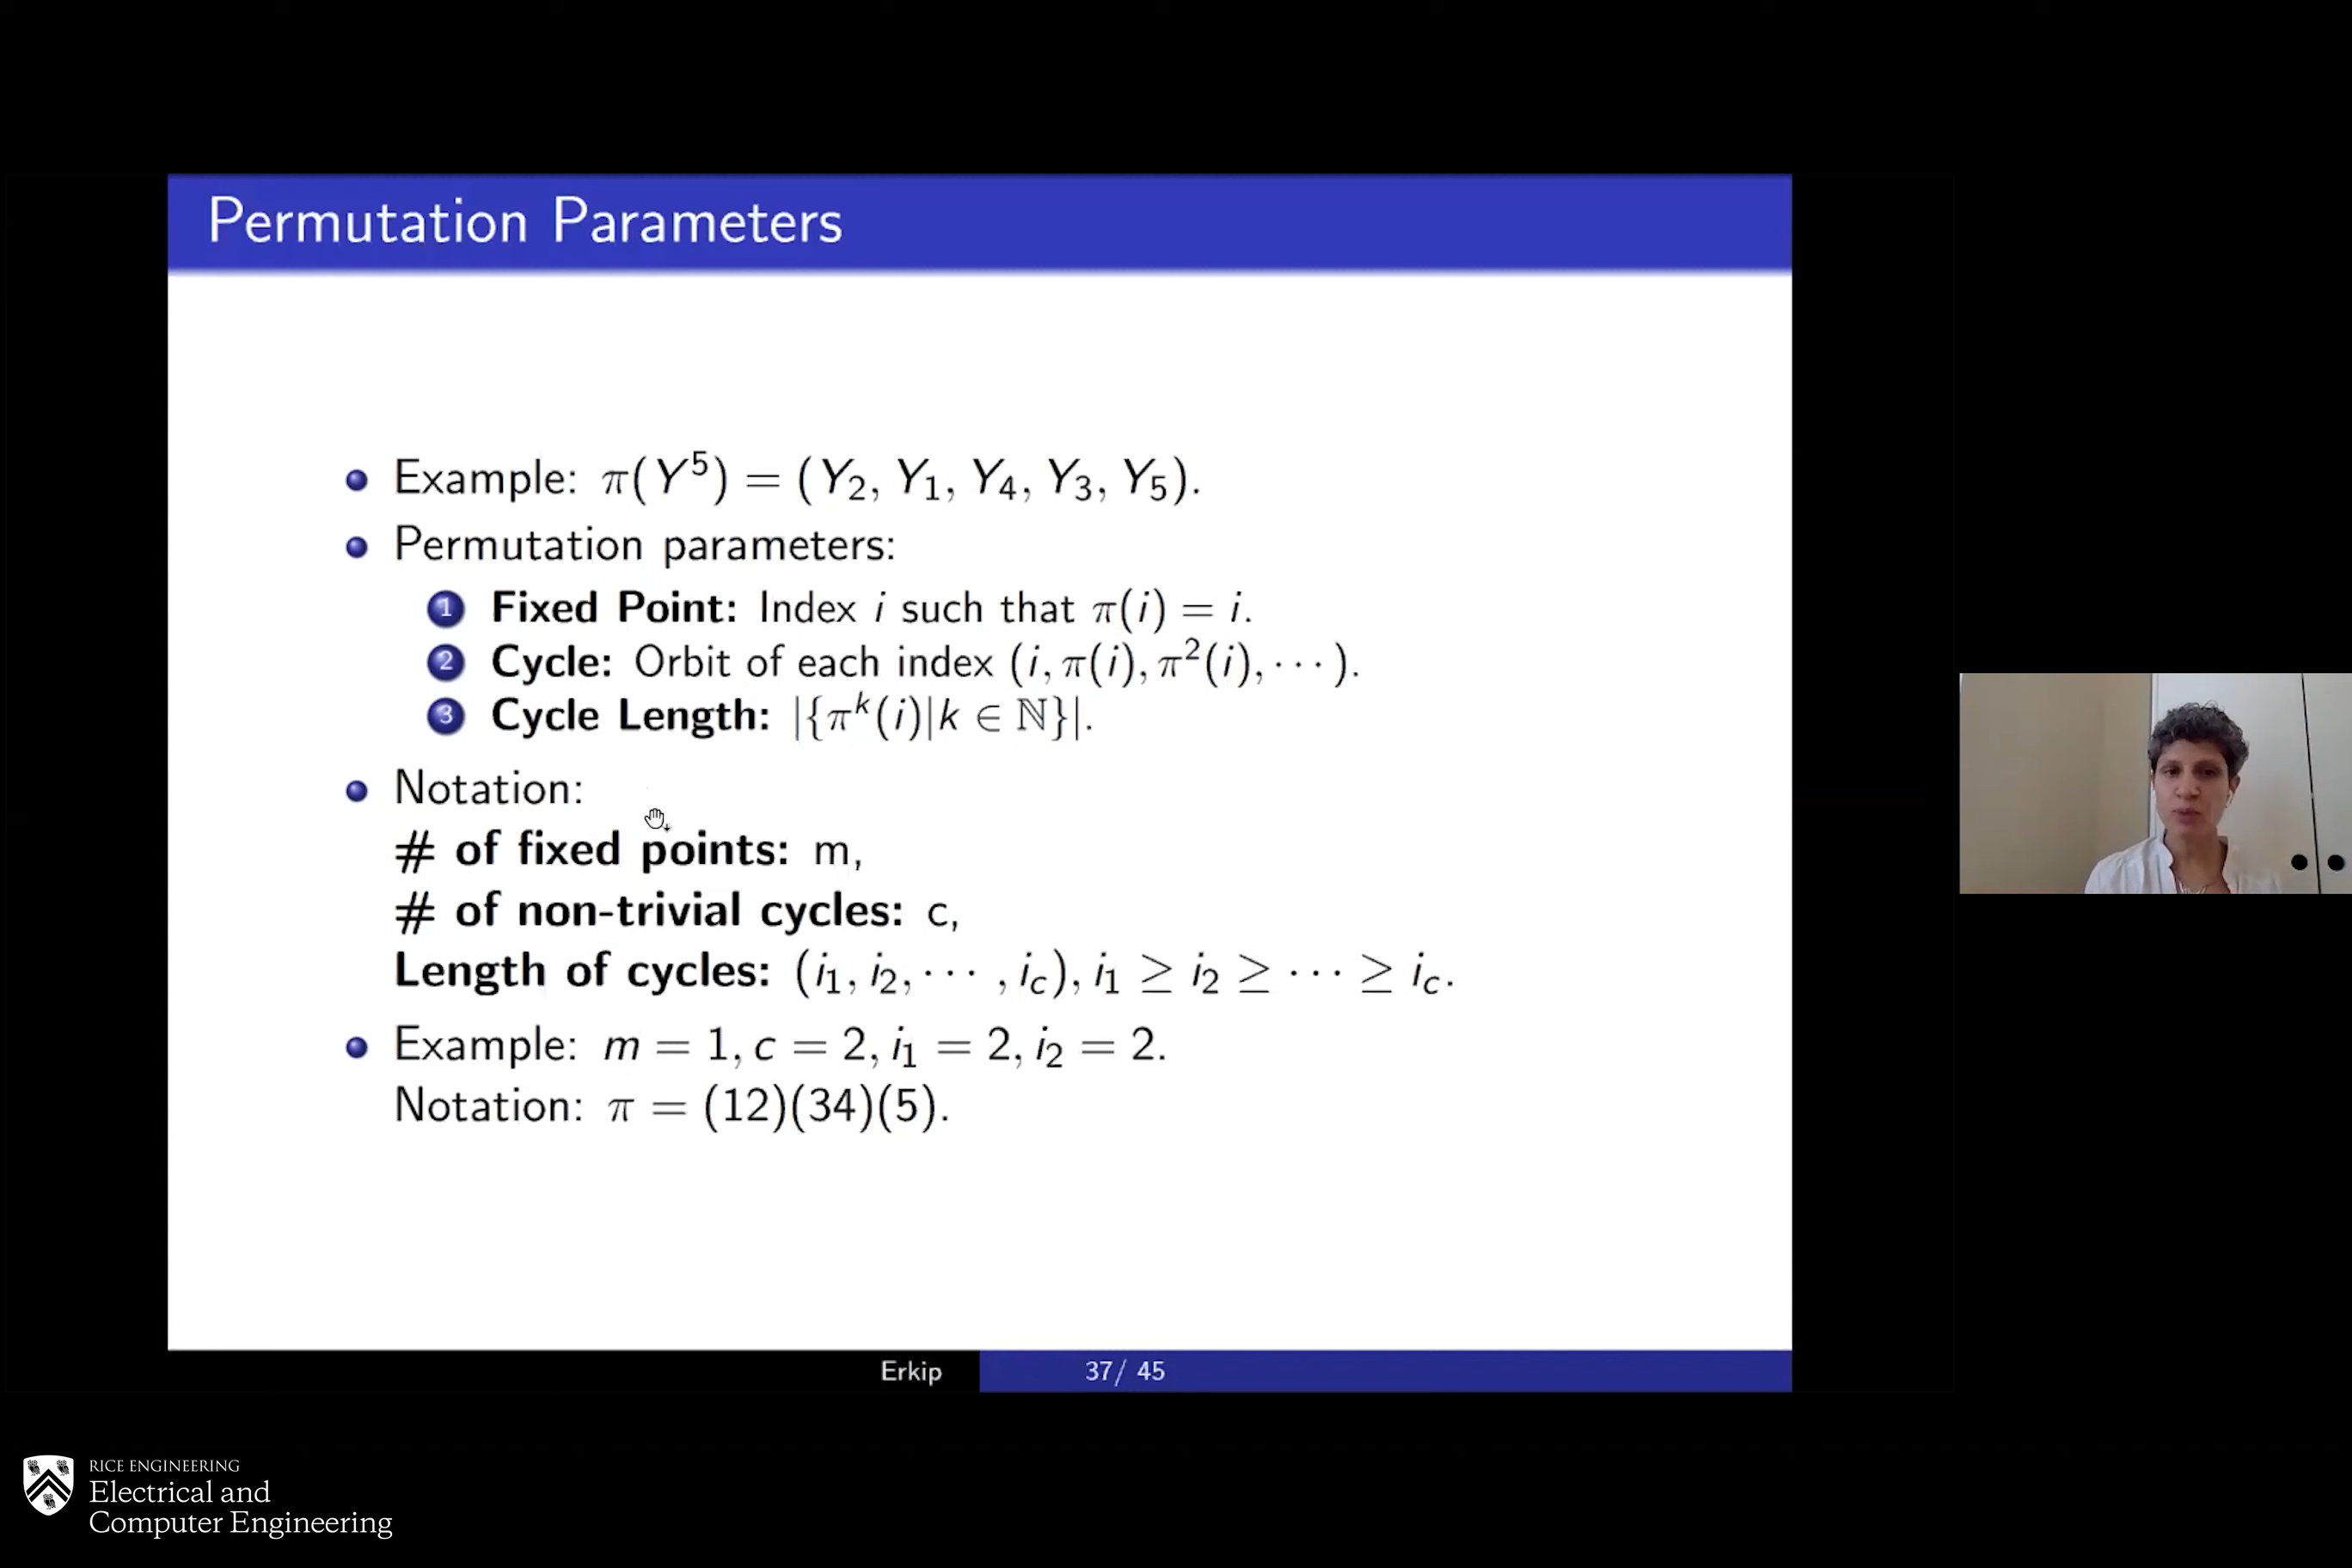 Permutation Parameters
Example: π(Y⁵) = (Y₂, Y₁, Y₄, Y₃, Y₅).
Permutation parameters:
1 Fixed Point: Index i such that π(i) = i.
2 Cycle: Orbit of each index (i, π(i), π²(i), ⋯ ).
3 Cycle Length: |{πᵏ(i)|k ∈ ℕ}|.
Notation:
# of fixed points: m,
# of non-trivial cycles: c,
Length of cycles: (i₁, i₂, ⋯ , i_c), i₁ ≥ i₂ ≥ ⋯ ≥ i_c.
Example: m = 1, c = 2, i₁ = 2, i₂ = 2.
Notation: π = (12)(34)(5).
Erkip 37/ 45
RICE ENGINEERING
Electrical and
Computer Engineering